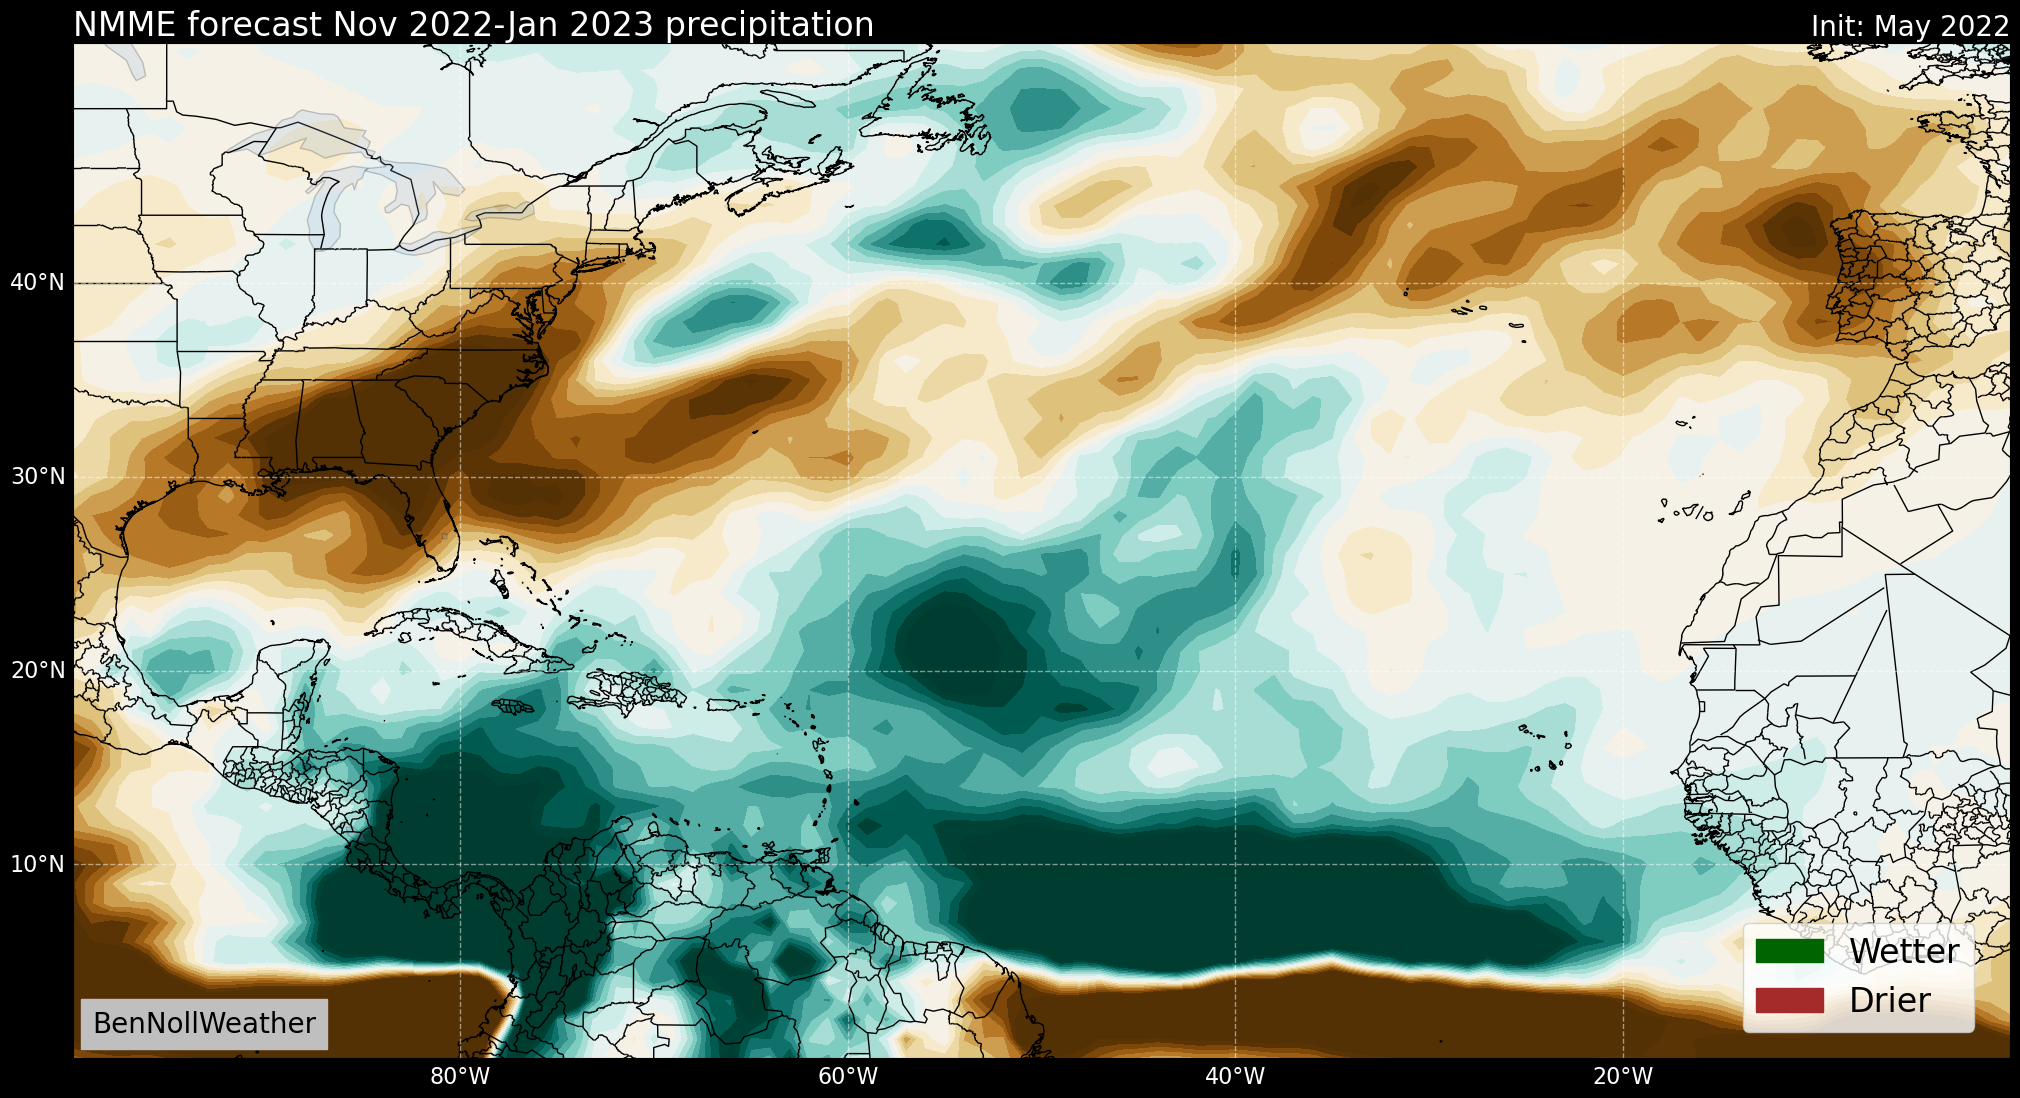 NMME forecast Nov 2022-Jan 2023 precipitation
Init: May 2022
40°N
30°N
20°N
10°N
Wetter
Drier
BenNollWeather
80°W
60°W
40°W
20°W